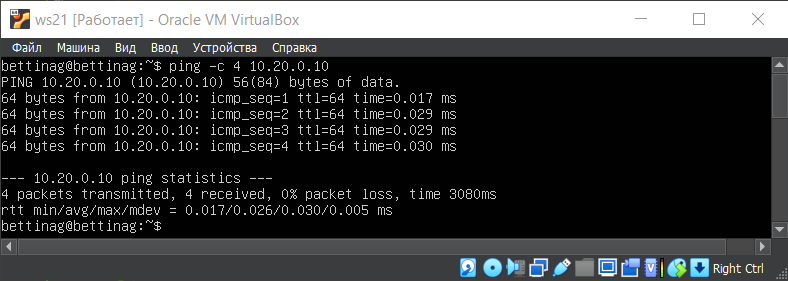 ws21 [Работает] - Oracle VM VirtualBox
Файл Машина Вид Ввод Устройства Справка
bettinag@bettinag:~$ ping -c 4 10.20.0.10
PING 10.20.0.10 (10.20.0.10) 56(84) bytes of data.
64 bytes from 10.20.0.10: icmp_seq=1 ttl=64 time=0.017 ms
64 bytes from 10.20.0.10: icmp_seq=2 ttl=64 time=0.029 ms
64 bytes from 10.20.0.10: icmp_seq=3 ttl=64 time=0.029 ms
64 bytes from 10.20.0.10: icmp_seq=4 ttl=64 time=0.030 ms
--- 10.20.0.10 ping statistics ---
4 packets transmitted, 4 received, 0% packet loss, time 3080ms
rtt min/avg/max/mdev = 0.017/0.026/0.030/0.005 ms
bettinag@bettinag:~$
Right Ctrl